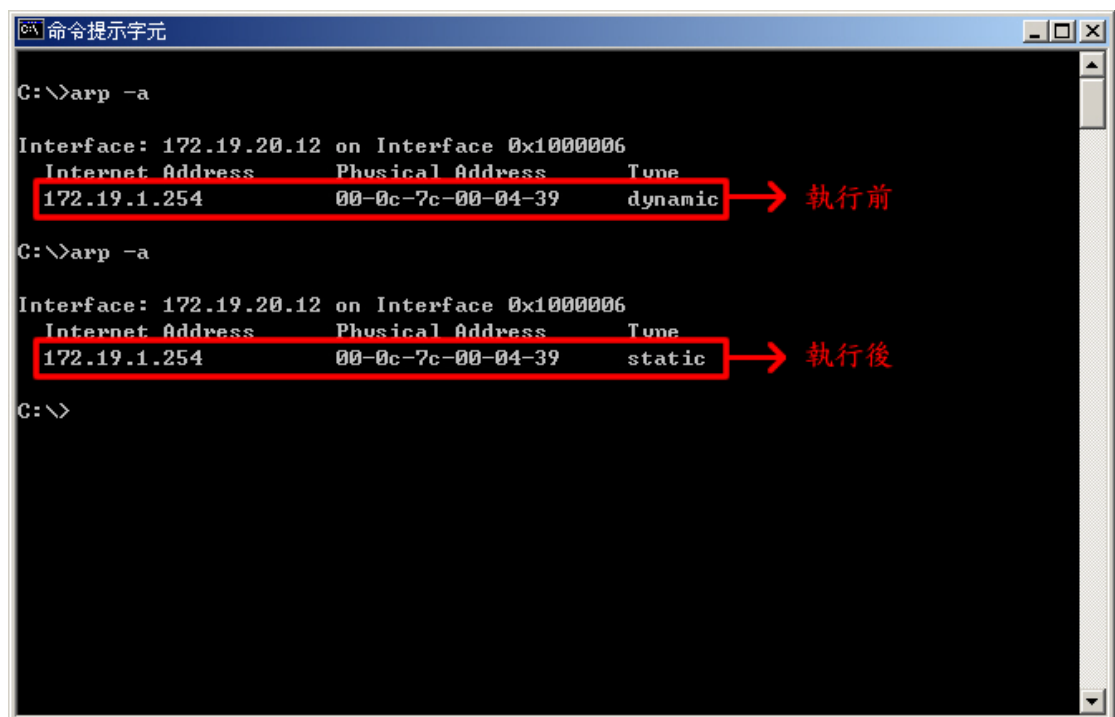 命令提示字元
C:\>arp -a
Interface: 172.19.20.12 on Interface 0x1000006
Internet Address Physical Address Type
172.19.1.254 00-0c-7c-00-04-39 dynamic 執行前
C:\>arp -a
Interface: 172.19.20.12 on Interface 0x1000006
Internet Address Physical Address Type
172.19.1.254 00-0c-7c-00-04-39 static 執行後
C:\>